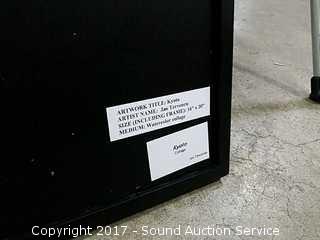 ARTWORK TITLE: Kyoto
ARTIST NAME: Jan
SIZE (INCLUDING FRAME): 16" x 20"
MEDIUM: Watercolor collage
Kyoto
Collage
Copyright 2017 - Sound Auction Service